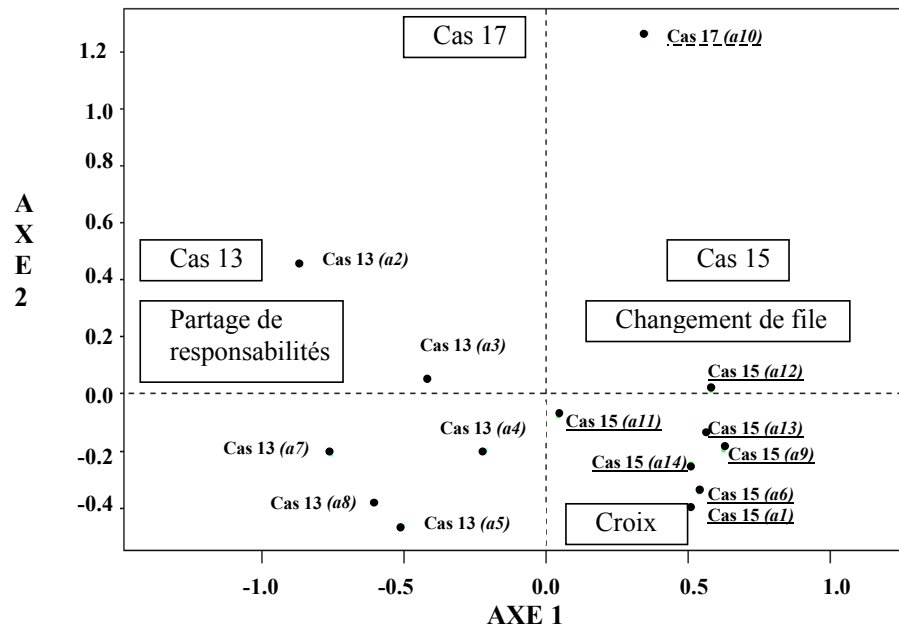 Cas 17
Cas 17 (a10)
1.2
1.0
0.8
0.6
0.4
0.2
0.0
-0.2
-0.4
A
X
E
2
Cas 13
Cas 13 (a2)
Cas 15
Partage de
responsabilités
Changement de file
Cas 13 (a3)
Cas 15 (a12)
Cas 13 (a4)
Cas 15 (a11)
Cas 15 (a13)
Cas 13 (a7)
Cas 15 (a14)
Cas 15 (a9)
Cas 13 (a8)
Cas 15 (a6)
Cas 13 (a5)
Croix
Cas 15 (a1)
-1.0 -0.5 0.0 0.5 1.0
AXE 1